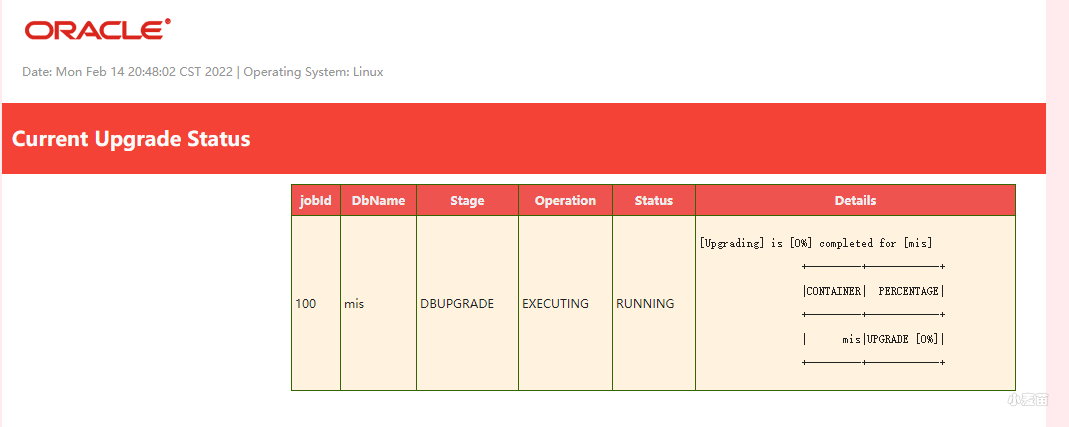 ORACLE®
Date: Mon Feb 14 20:48:02 CST 2022 | Operating System: Linux
Current Upgrade Status
jobId DbName Stage Operation Status Details
100 mis DBUPGRADE EXECUTING RUNNING
[Upgrading] is [0%] completed for [mis]
+---------+-------------+
|CONTAINER| PERCENTAGE|
+---------+-------------+
| mis|UPGRADE [0%]|
+---------+-------------+